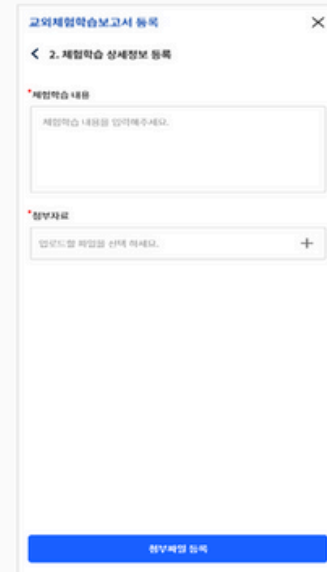 교외체험학습보고서 등록
2. 체험학습 상세정보 등록
*체험학습 내용
체험학습 내용을 입력해주세요.
*첨부자료
업로드할 파일을 선택 하세요.
첨부파일 등록